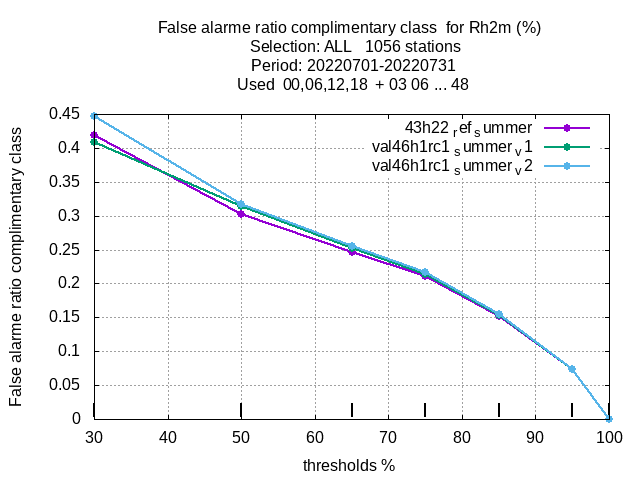 False alarme ratio complimentary class  for Rh2m (%)
Selection: ALL   1056 stations
Period: 20220701-20220731
Used  00,06,12,18  + 03 06 ... 48
43h22 ref summer
val46h1rc1 summer v1
val46h1rc1 summer v2
False alarme ratio complimentary class
0.45
0.4
0.35
0.3
0.25
0.2
0.15
0.1
0.05
0
30 40 50 60 70 80 90 100
thresholds %